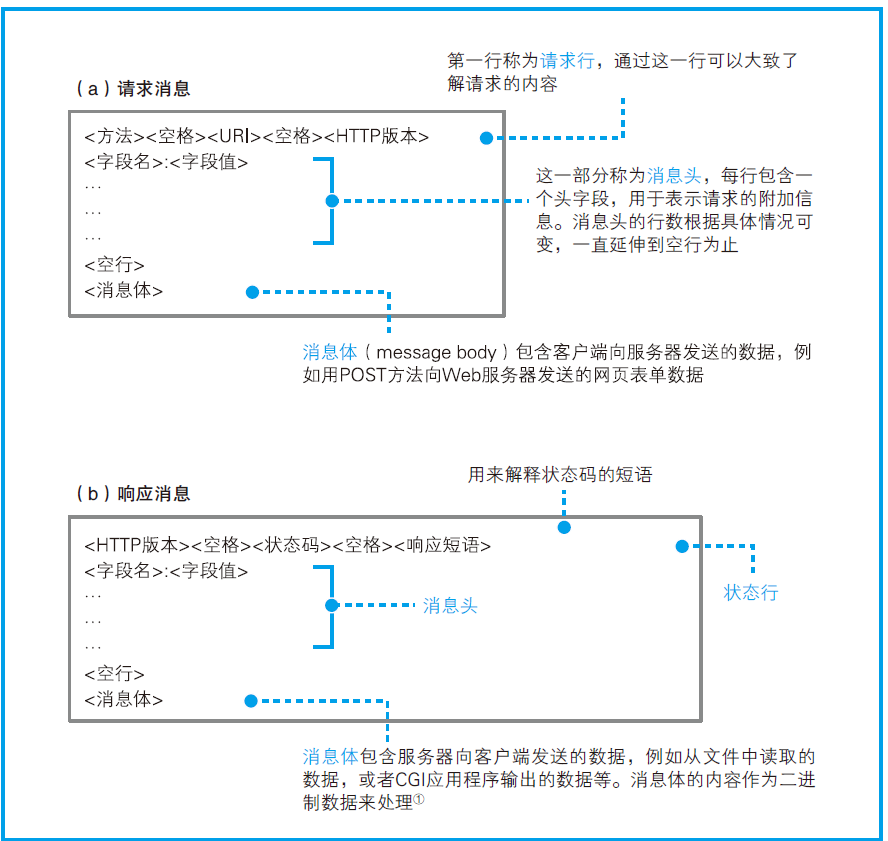 第一行称为请求行，通过这一行可以大致了
解请求的内容
（a）请求消息
<方法><空格><URI><空格><HTTP版本>
<字段名>:<字段值>
…
…
…
<空行>
<消息体>
这一部分称为消息头，每行包含一
个头字段，用于表示请求的附加信
息。消息头的行数根据具体情况可
变，一直延伸到空行为止
消息体（message body）包含客户端向服务器发送的数据，例
如用POST方法向Web服务器发送的网页表单数据
用来解释状态码的短语
（b）响应消息
<HTTP版本><空格><状态码><空格><响应短语>
<字段名>:<字段值>
…
…
…
<空行>
<消息体>
消息头
状态行
消息体包含服务器向客户端发送的数据，例如从文件中读取的
数据，或者CGI应用程序输出的数据等。消息体的内容作为二进
制数据来处理①